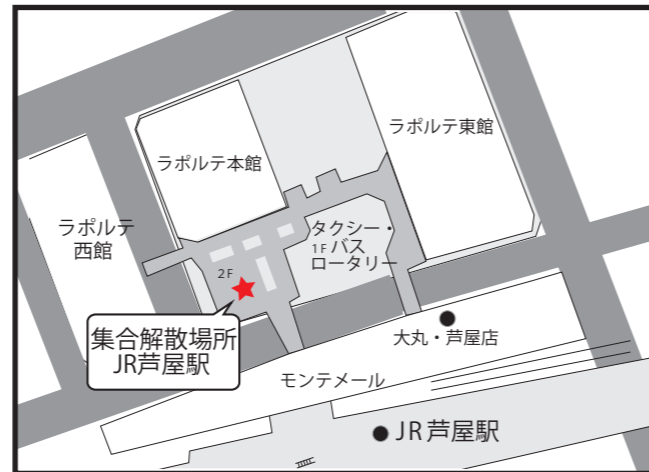 ラポルテ東館
ラポルテ本館
ラポルテ
西館
タクシー・
1Fバス
ロータリー
2F
集合解散場所
JR芦屋駅
大丸・芦屋店
モンテメール
JR芦屋駅